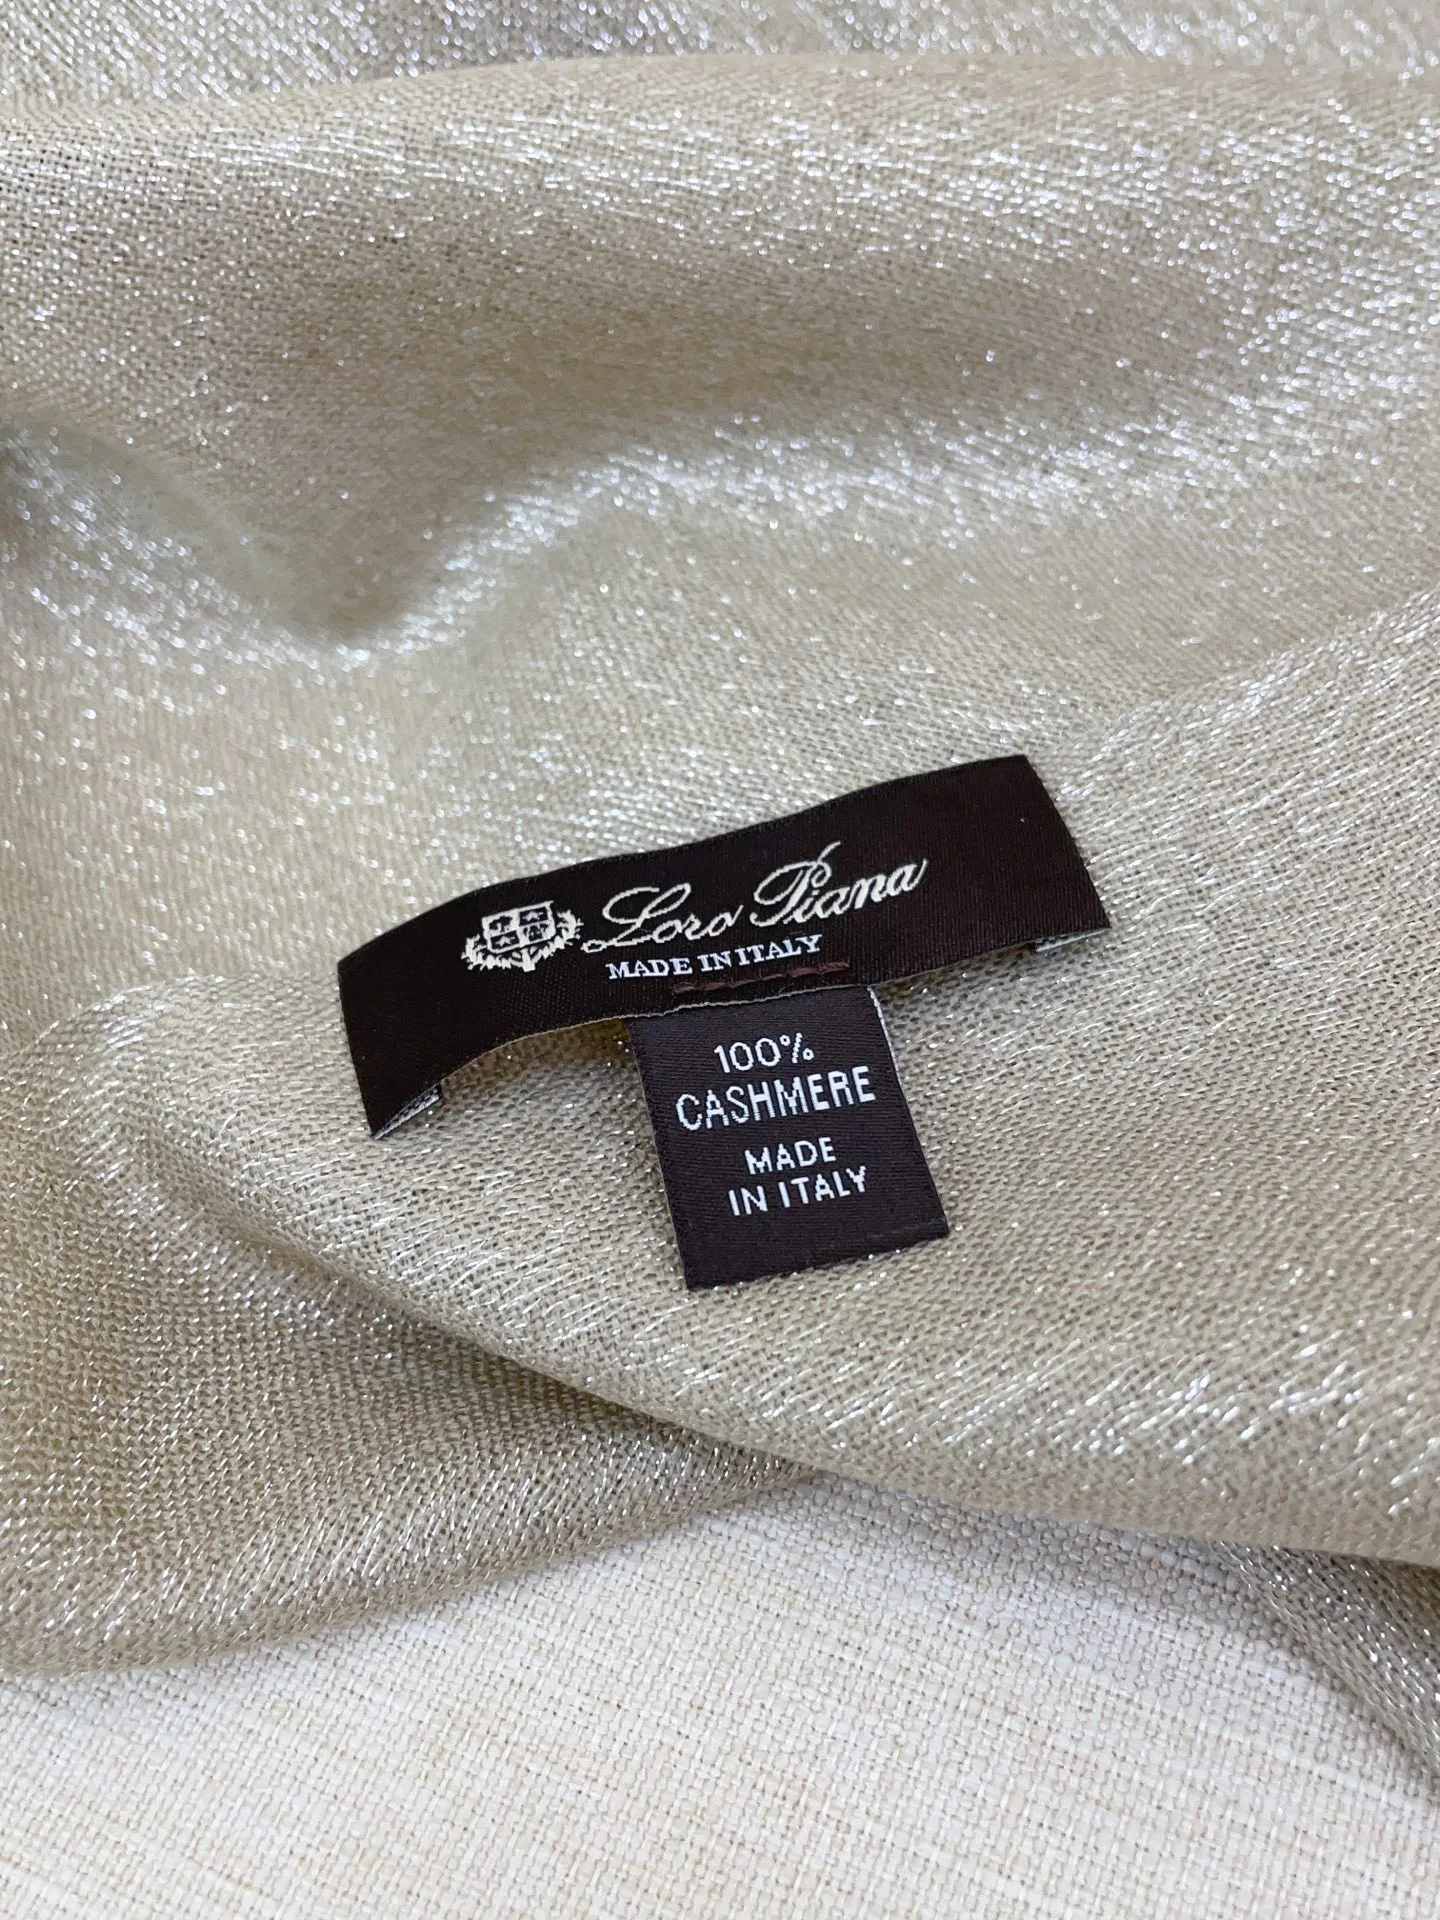 Loro Piana
MADE IN ITALY
100%
CASHMERE
MADE
IN ITALY